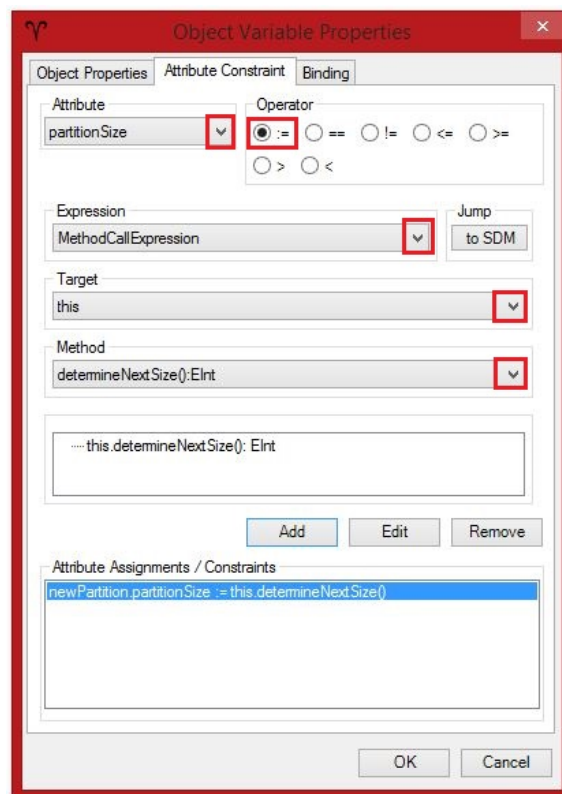 Object Variable Properties
Object Properties Attribute Constraint Binding
Attribute
partitionSize
Operator
:= == != <= >=
> <
Expression
MethodCallExpression
Jump
to SDM
Target
this
Method
determineNextSize():EInt
this.determineNextSize(): EInt
Add Edit Remove
Attribute Assignments / Constraints
newPartition.partitionSize := this.determineNextSize()
OK Cancel